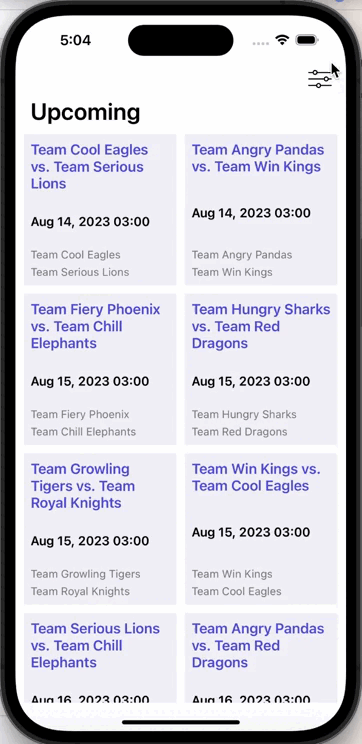 5:04
Upcoming
Team Cool Eagles
vs. Team Serious
Lions
Aug 14, 2023 03:00
Team Cool Eagles
Team Serious Lions
Team Angry Pandas
vs. Team Win Kings
Aug 14, 2023 03:00
Team Angry Pandas
Team Win Kings
Team Fiery Phoenix
vs. Team Chill
Elephants
Aug 15, 2023 03:00
Team Fiery Phoenix
Team Chill Elephants
Team Hungry Sharks
vs. Team Red
Dragons
Aug 15, 2023 03:00
Team Hungry Sharks
Team Red Dragons
Team Growling
Tigers vs. Team
Royal Knights
Aug 15, 2023 03:00
Team Growling Tigers
Team Royal Knights
Team Win Kings vs.
Team Cool Eagles
Aug 15, 2023 03:00
Team Win Kings
Team Cool Eagles
Team Serious Lions
vs. Team Chill
Elephants
Aug 16, 2023 03:00
Team Angry Pandas
vs. Team Red
Dragons
Aug 16, 2023 03:00